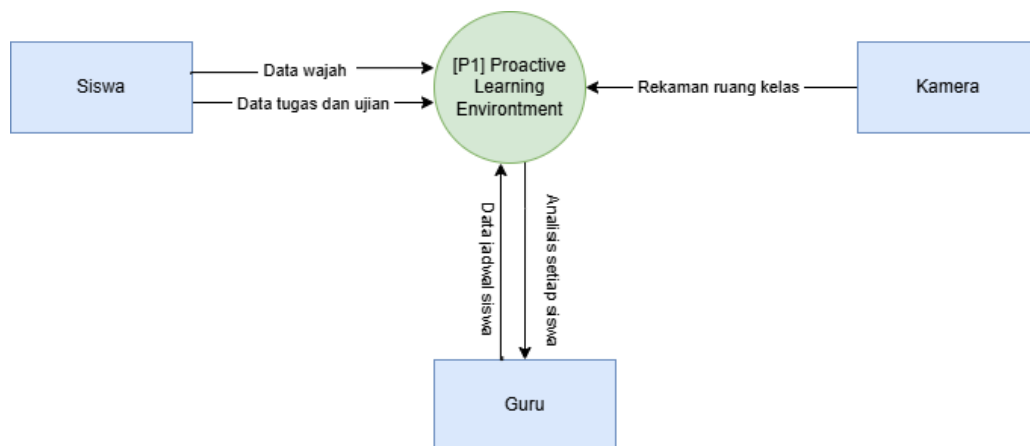 Siswa
Data wajah
Data tugas dan ujian
[P1] Proactive
Learning
Environtment
Rekaman ruang kelas
Kamera
Data jadwal siswa
Analisis setiap siswa
Guru